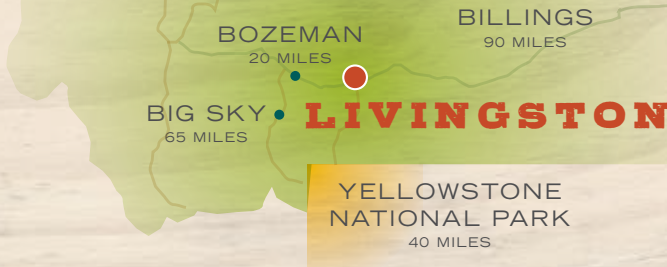 BILLINGS
90 MILES
BOZEMAN
20 MILES
BIG SKY
65 MILES
LIVINGSTON
YELLOWSTONE
NATIONAL PARK
40 MILES